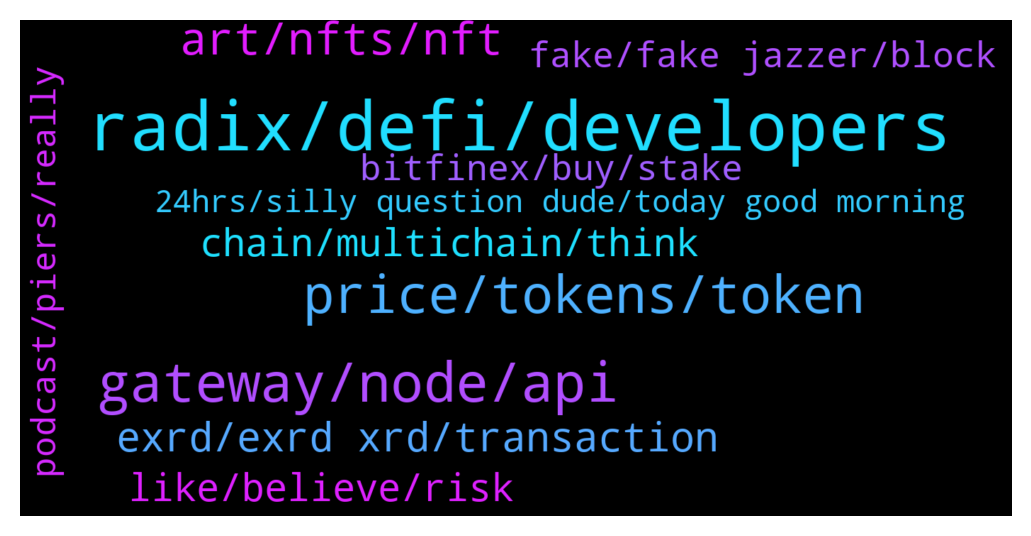 art/nfts/nft
fake/fake jazzer/block
radix/defi/developers
bitfinex/buy/stake
24hrs/silly question dude/today good morning
chain/multichain/think
price/tokens/token
gateway/node/api
exrd/exrd xrd/transaction
like/believe/risk
podcast/piers/really